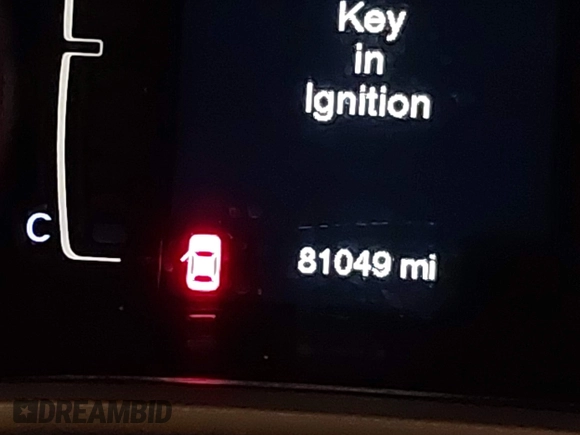 Key
in
Ignition
C
81049 mi
DREAMBID